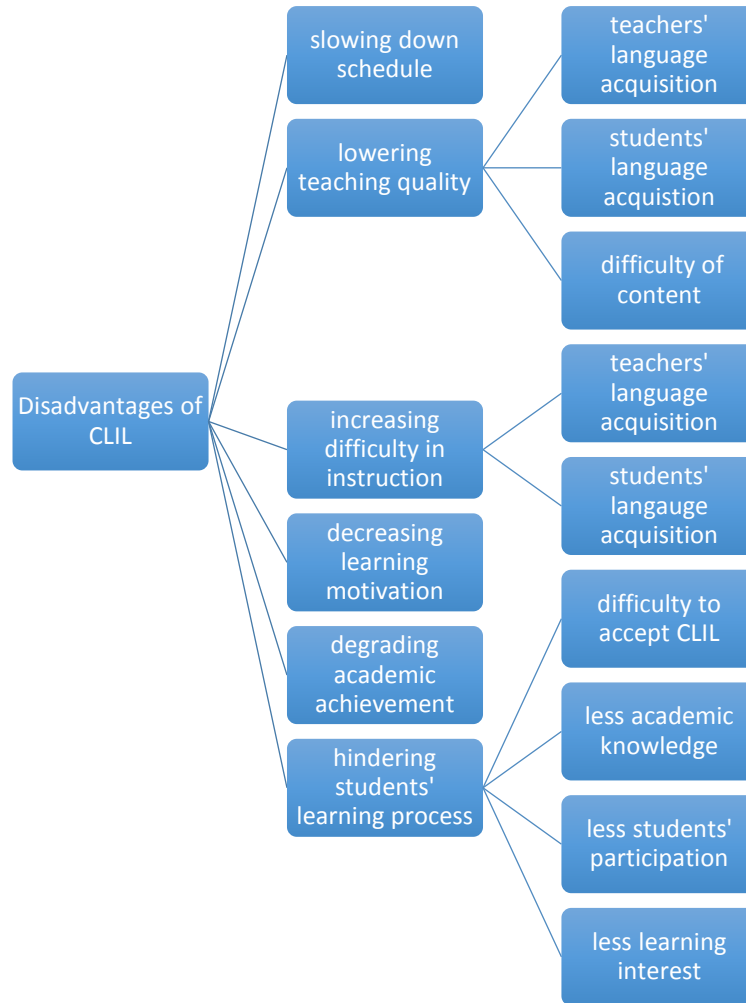 Disadvantages of
CLIL
slowing down
schedule
lowering
teaching quality
teachers'
language
acquisition
students'
language
acquistion
difficulty of
content
increasing
difficulty in
instruction
teachers'
language
acquisition
students'
langauge
acquisition
decreasing
learning
motivation
degrading
academic
achievement
hindering
students'
learning process
difficulty to
accept CLIL
less academic
knowledge
less students'
participation
less learning
interest